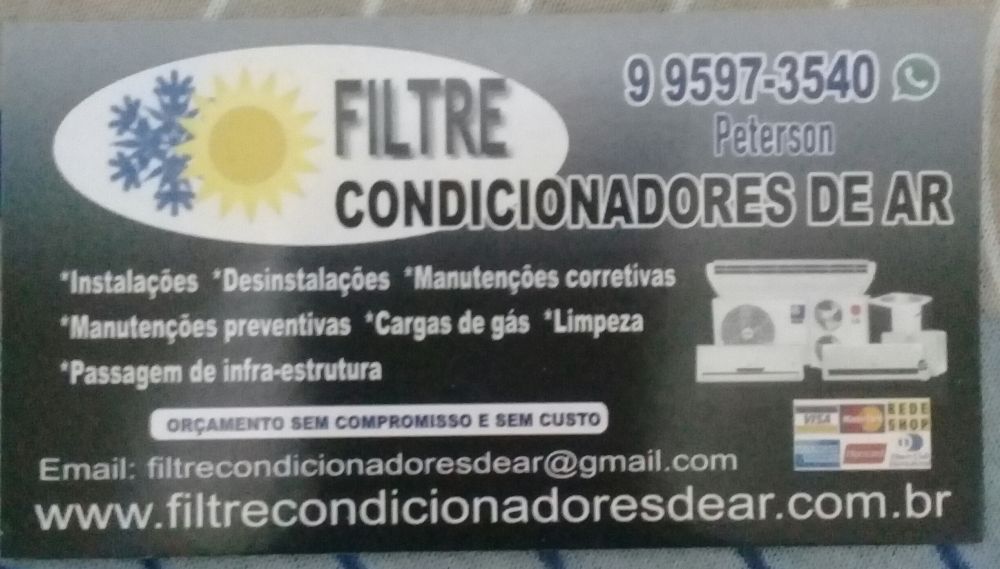 FILTRE
CONDICIONADORES DE AR
9 9597-3540
Peterson
*Instalações *Desinstalações *Manutenções corretivas
*Manutenções preventivas *Cargas de gás *Limpeza
*Passagem de infra-estrutura
ORÇAMENTO SEM COMPROMISSO E SEM CUSTO
VISA MasterCard REDE SHOP
Email: filtrecondicionadoresdear@gmail.com
www.filtrecondicionadoresdear.com.br